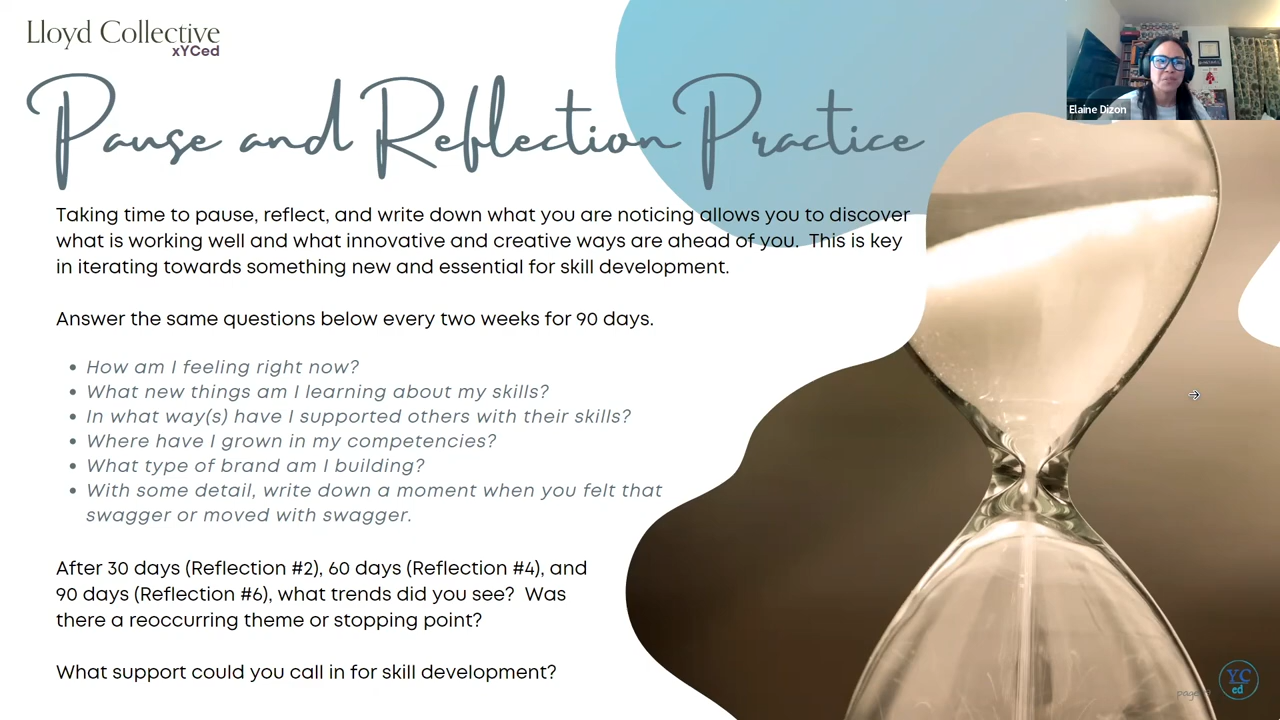 Lloyd Collective
xYCed
Elaine Dizon
Pause and Reflection Practice
Taking time to pause, reflect, and write down what you are noticing allows you to discover
what is working well and what innovative and creative ways are ahead of you.  This is key
in iterating towards something new and essential for skill development.
Answer the same questions below every two weeks for 90 days.
• How am I feeling right now?
• What new things am I learning about my skills?
• In what way(s) have I supported others with their skills?
• Where have I grown in my competencies?
• What type of brand am I building?
• With some detail, write down a moment when you felt that
swagger or moved with swagger.
After 30 days (Reflection #2), 60 days (Reflection #4), and
90 days (Reflection #6), what trends did you see?  Was
there a reoccurring theme or stopping point?
What support could you call in for skill development?
page
YC
ed